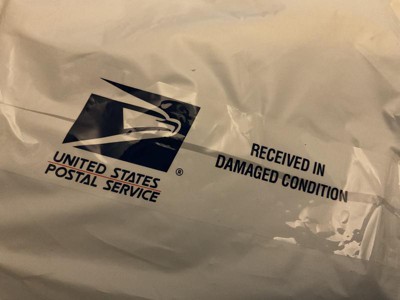 UNITED STATES
POSTAL SERVICE
®
RECEIVED IN
DAMAGED CONDITION